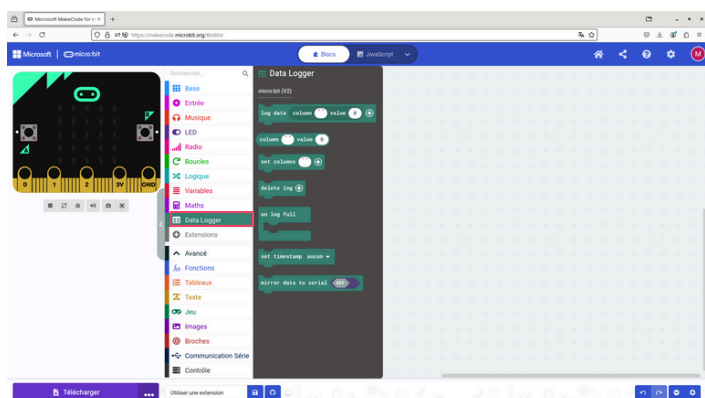 Microsoft MakeCode for m
https://makecode.microbit.org/#editor
Microsoft
micro:bit
Blocs
JavaScript
M
0
1
2
3V
GND
Rechercher...
Base
Entrée
Musique
LED
Radio
Boucles
Logique
Variables
Maths
Data Logger
Extensions
Avancé
Fonctions
Tableaux
Texte
Jeu
Images
Broches
Communication Série
Contrôle
Data Logger
micro:bit (V2)
log data column "" value 0
column "" value 0
set columns ""
delete log
on log full
set timestamp aucun
mirror data to serial OFF
Télécharger
Utiliser une extension